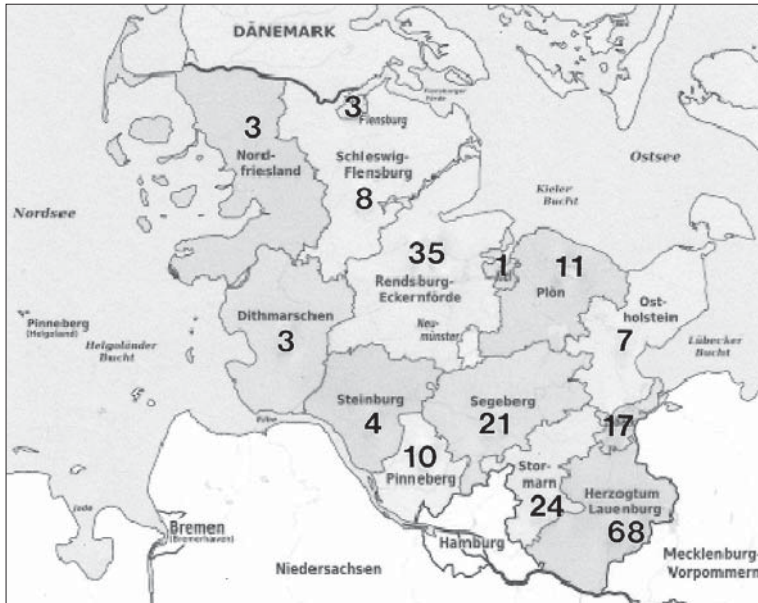 DÄNEMARK
3
Flensburg
3
Nord-
friesland
Schleswig-
Flensburg
8
Ostsee
Kieler
Bucht
Nordsee
35
Rendsburg-
Eckernförde
1
11
Plön
Ost-
holstein
7
Pinneberg
(Helgoland)
Helgoländer
Bucht
Dithmarschen
3
Neu-
münster
Lübecker
Bucht
Steinburg
4
Segeberg
21
17
Elbe
10
Pinneberg
Stor-
marn
24
Herzogtum
Lauenburg
68
Jade
Bremen
(Bremerhaven)
Hamburg
Niedersachsen
Mecklenburg-
Vorpommern